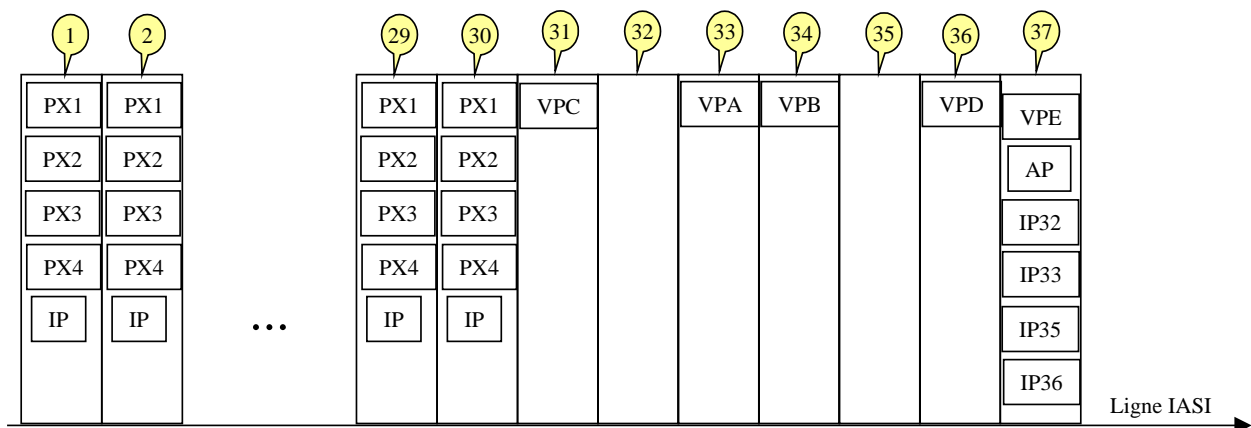 1 2 29 30 31 32 33 34 35 36 37
PX1 PX1 PX1 PX1 VPC VPA VPB VPD VPE
PX2 PX2 PX2 PX2 AP
PX3 PX3 PX3 PX3 IP32
PX4 PX4 PX4 PX4 IP33
IP IP ... IP IP IP35
IP36
Ligne IASI